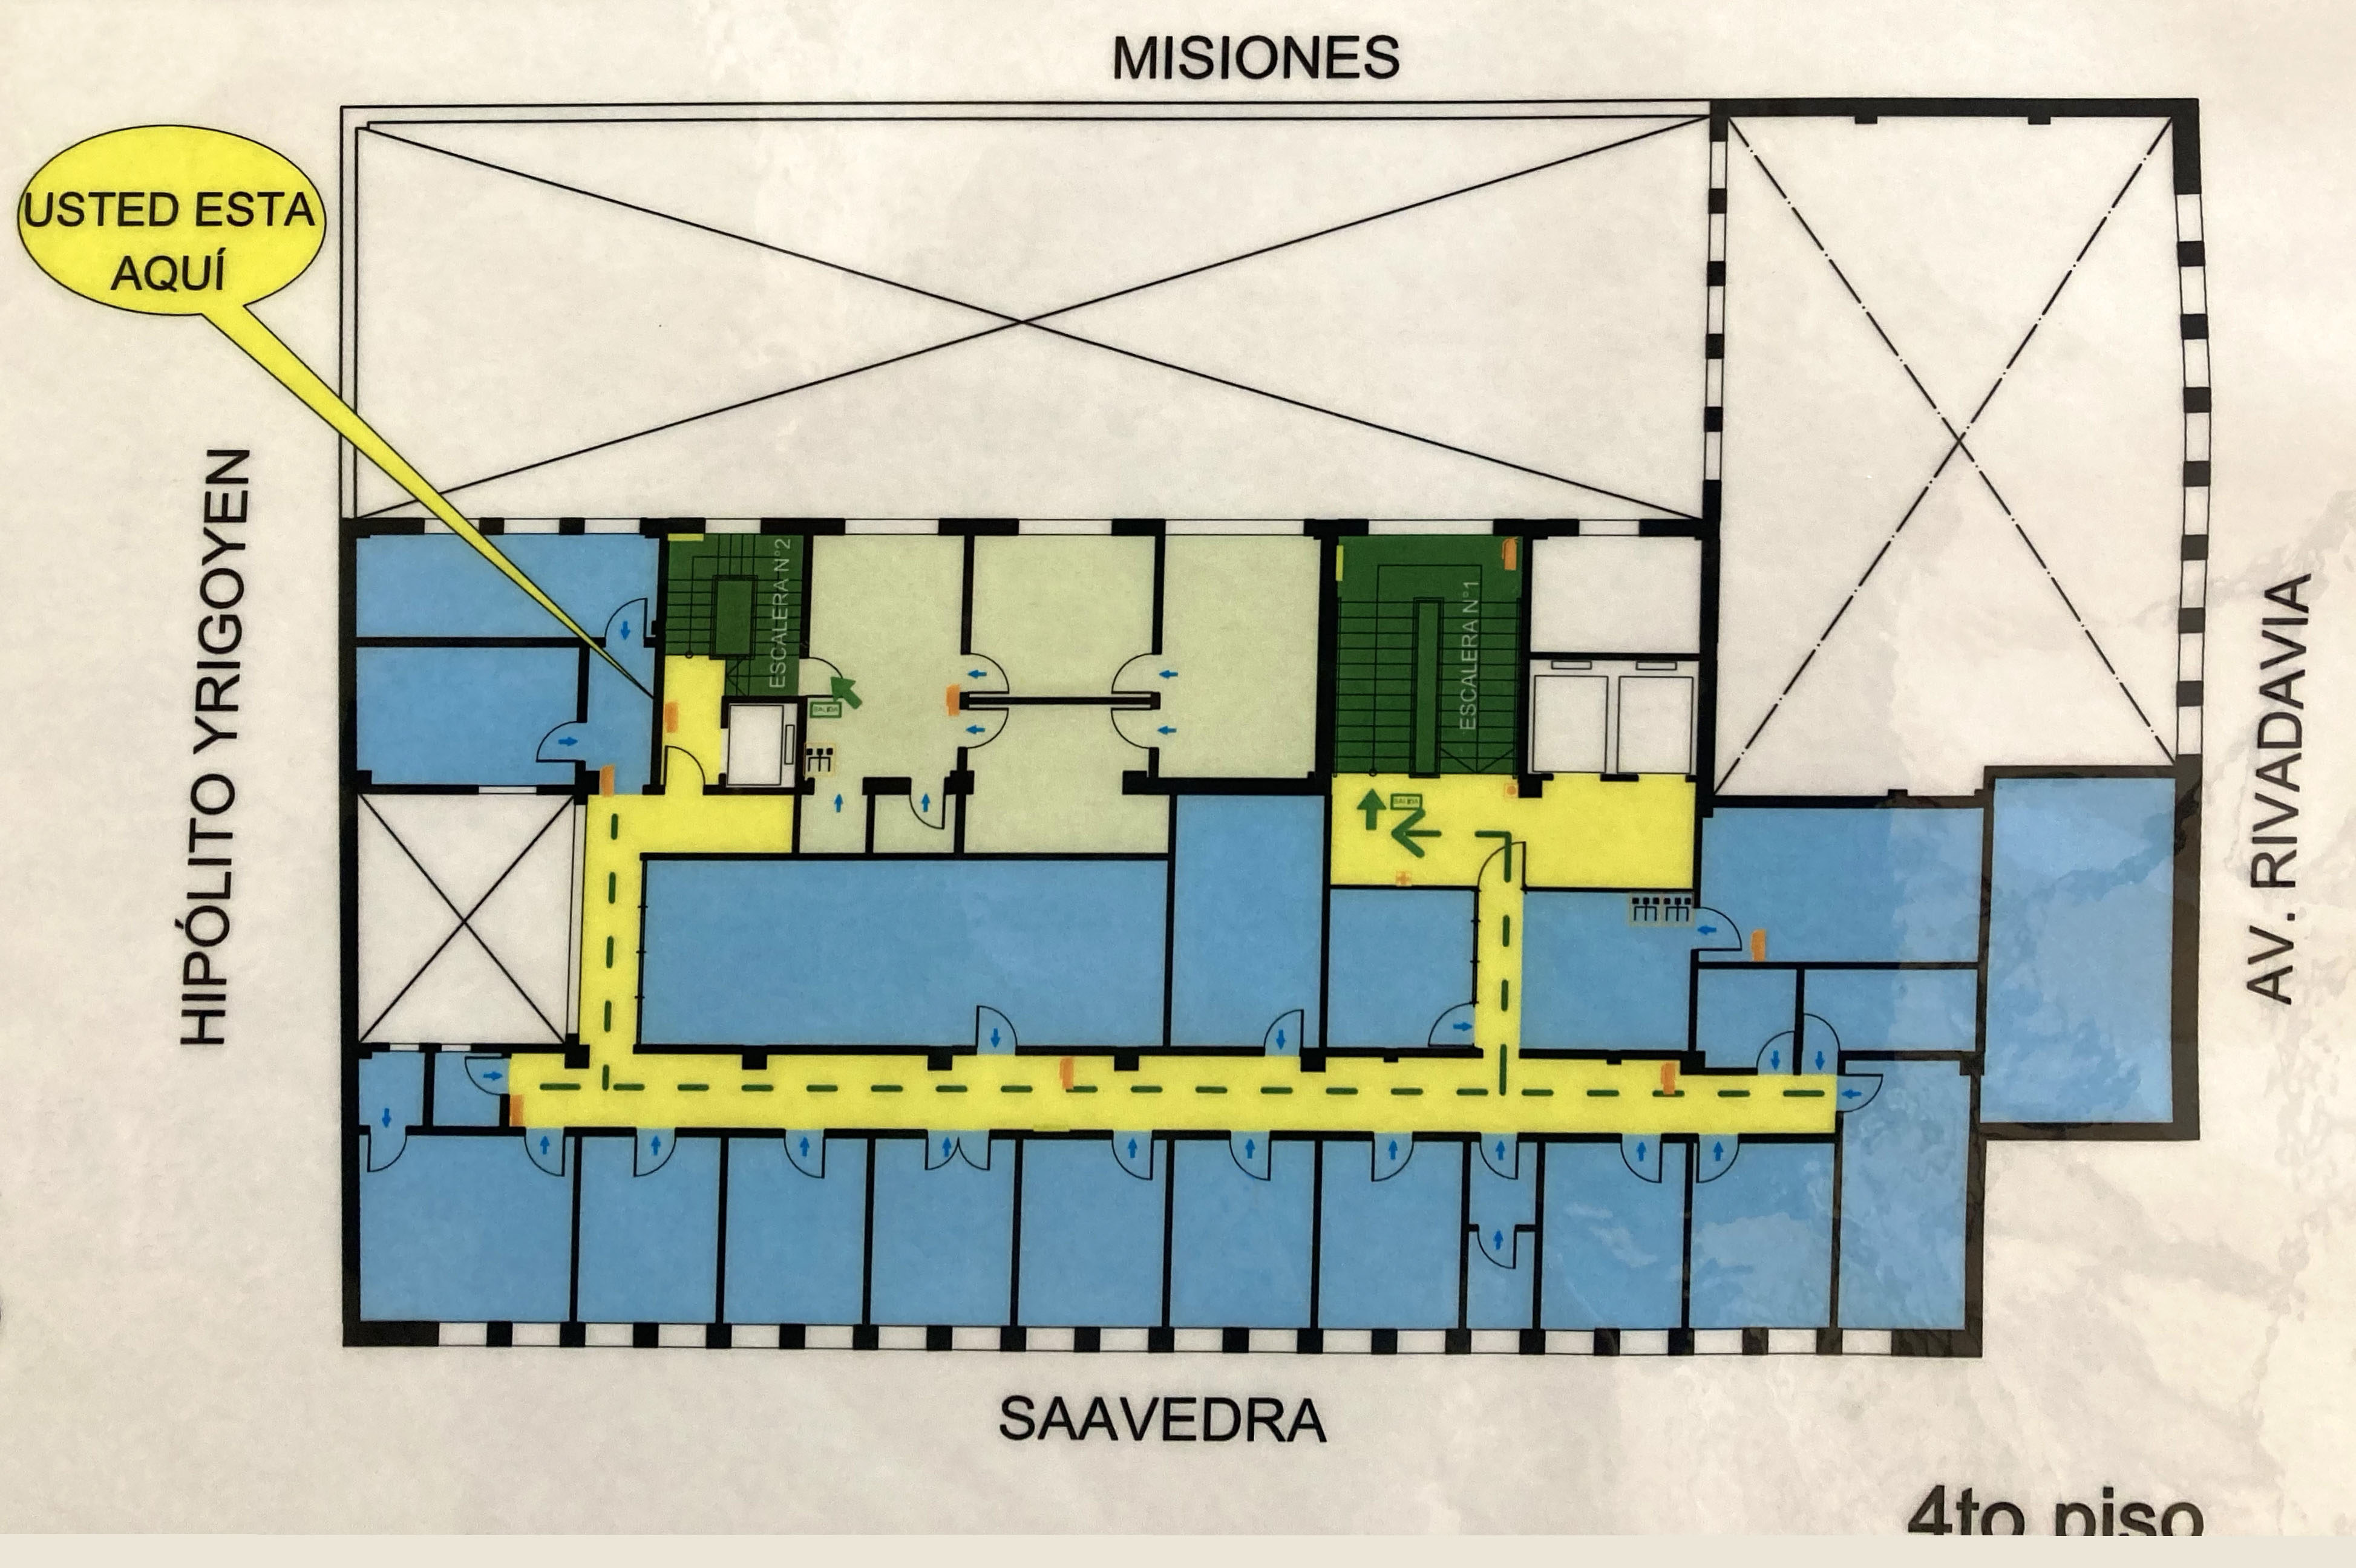 MISIONES
USTED ESTA
AQUÍ
HIPÓLITO YRIGOYEN
ESCALERA N°2
SALIDA
ESCALERA N°1
SALIDA
AV. RIVADAVIA
SAAVEDRA
4to piso